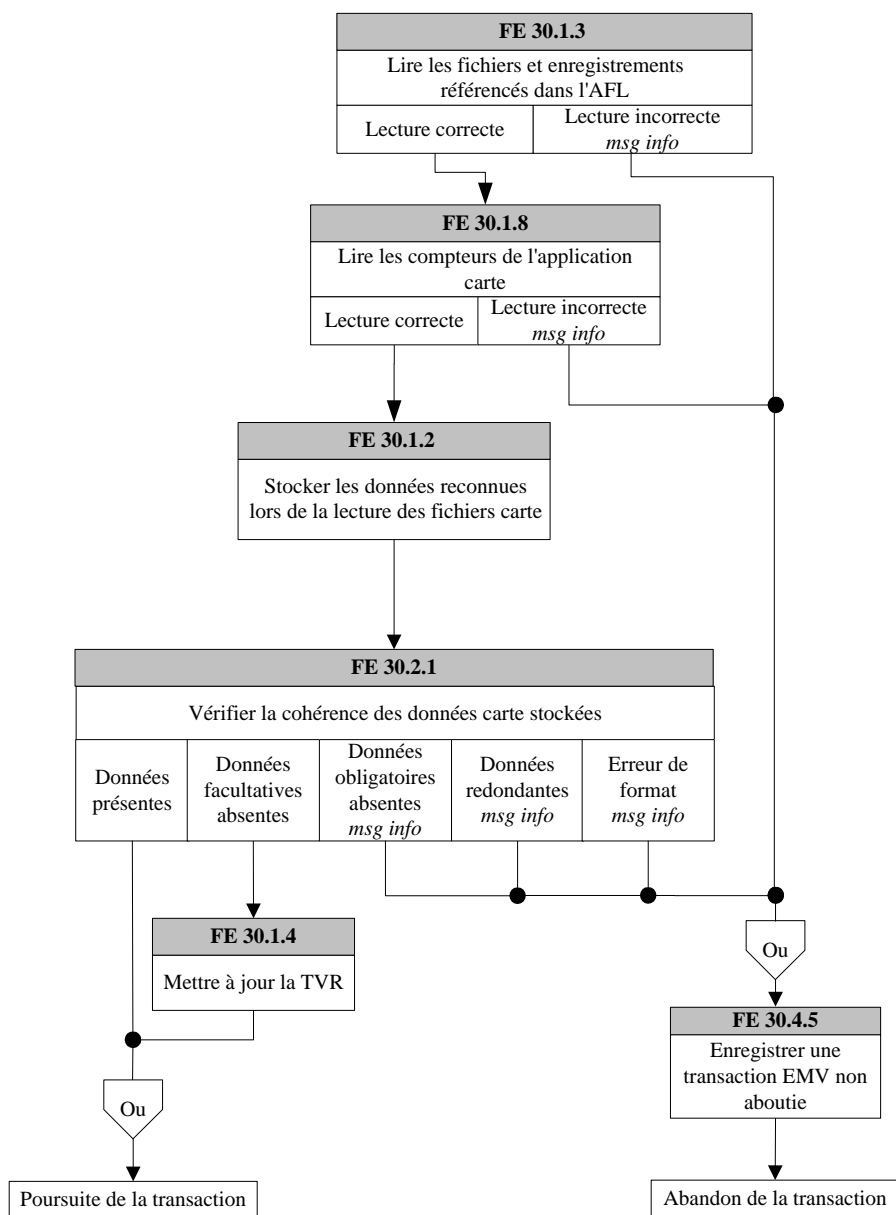 FE 30.1.3
Lire les fichiers et enregistrements
référencés dans l'AFL
Lecture correcte
Lecture incorrecte
msg info
FE 30.1.8
Lire les compteurs de l'application
carte
Lecture correcte
Lecture incorrecte
msg info
FE 30.1.2
Stocker les données reconnues
lors de la lecture des fichiers carte
FE 30.2.1
Vérifier la cohérence des données carte stockées
Données
présentes
Données
facultatives
absentes
Données
obligatoires
absentes
msg info
Données
redondantes
msg info
Erreur de
format
msg info
FE 30.1.4
Mettre à jour la TVR
Ou
FE 30.4.5
Enregistrer une
transaction EMV non
aboutie
Ou
Poursuite de la transaction
Abandon de la transaction